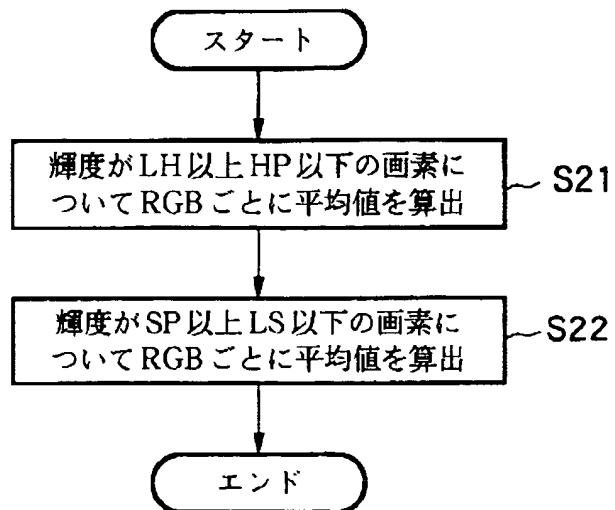 スタート
輝度がLH以上HP以下の画素に
ついてRGBごとに平均値を算出
S21
輝度がSP以上LS以下の画素に
ついてRGBごとに平均値を算出
S22
エンド